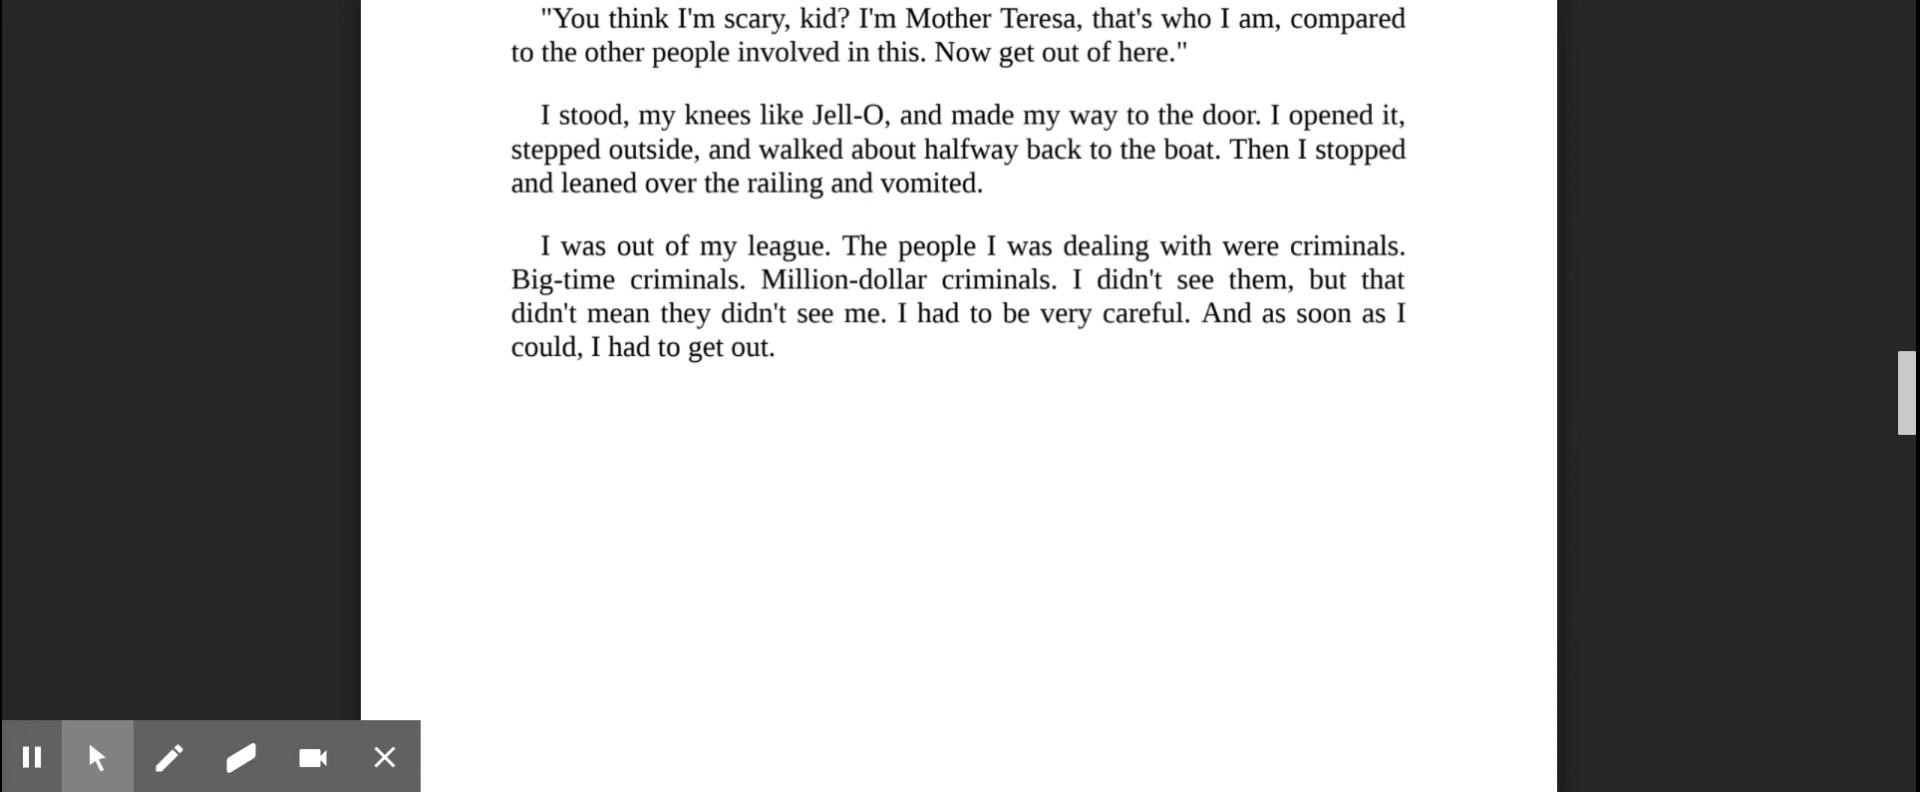 "You think I'm scary, kid? I'm Mother Teresa, that's who I am, compared
to the other people involved in this. Now get out of here."
I stood, my knees like Jell-O, and made my way to the door. I opened it,
stepped outside, and walked about halfway back to the boat. Then I stopped
and leaned over the railing and vomited.
I was out of my league. The people I was dealing with were criminals.
Big-time criminals. Million-dollar criminals. I didn't see them, but that
didn't mean they didn't see me. I had to be very careful. And as soon as I
could, I had to get out.